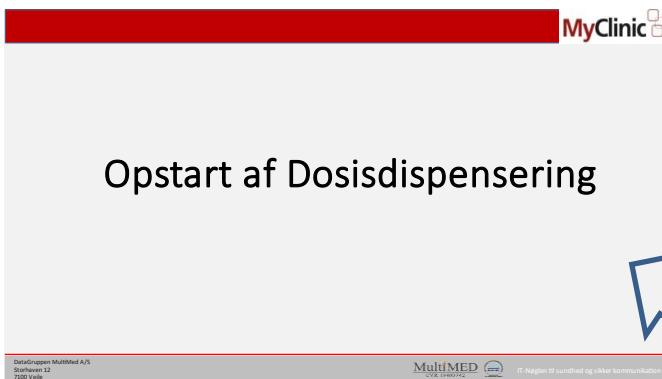 MyClinic
Opstart af Dosisdispensering
DataGruppen MultiMed A/S
Storhaven 12
7100 Vejle
MultiMED
IT-Nøglen til sundhed og sikker kommunikation